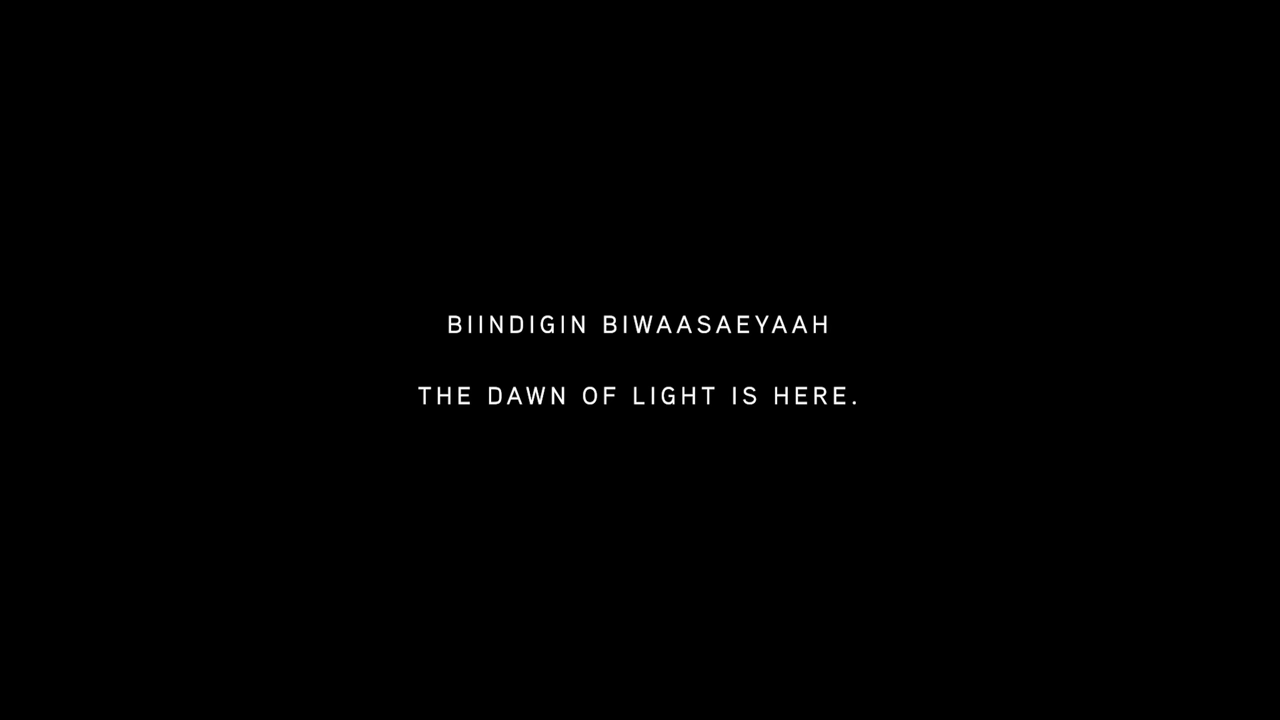 BIINDIGIN BIWAASAEYAAH
THE DAWN OF LIGHT IS HERE.